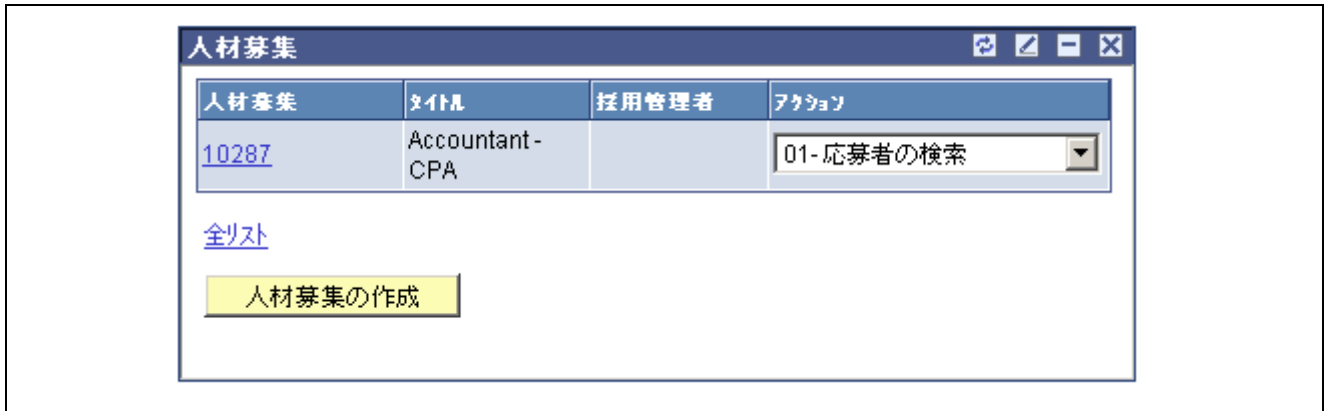 人材募集
人材募集 タイトル 採用管理者 アクション
10287 Accountant - CPA 01- 応募者の検索
全リスト
人材募集の作成